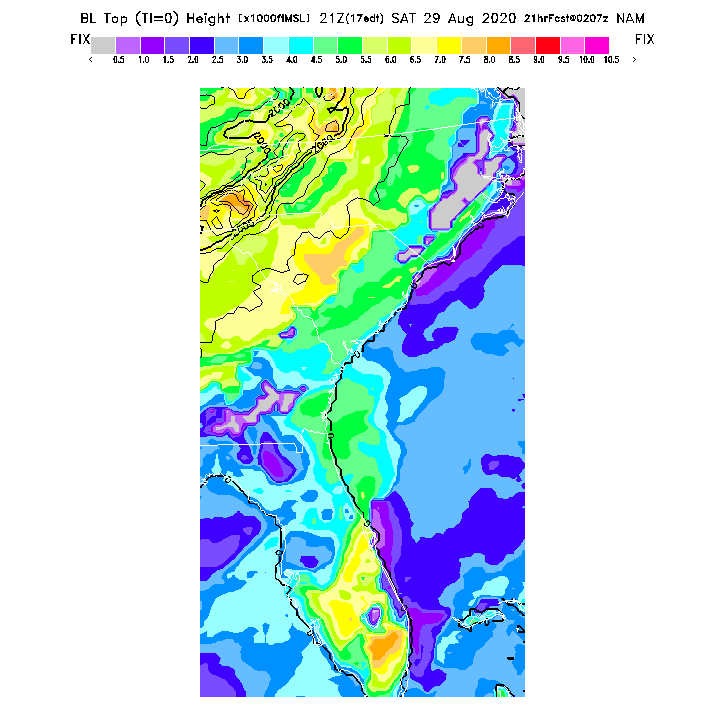 BL Top (TI=0) Height [x1000ftMSL] 21Z(17edt) SAT 29 Aug 2020 21hrFcst@0207z NAM
FIX FIX
< 0.5 1.0 1.5 2.0 2.5 3.0 3.5 4.0 4.5 5.0 5.5 6.0 6.5 7.0 7.5 8.0 8.5 9.0 9.5 10.0 10.5 >
2000
2000
2000